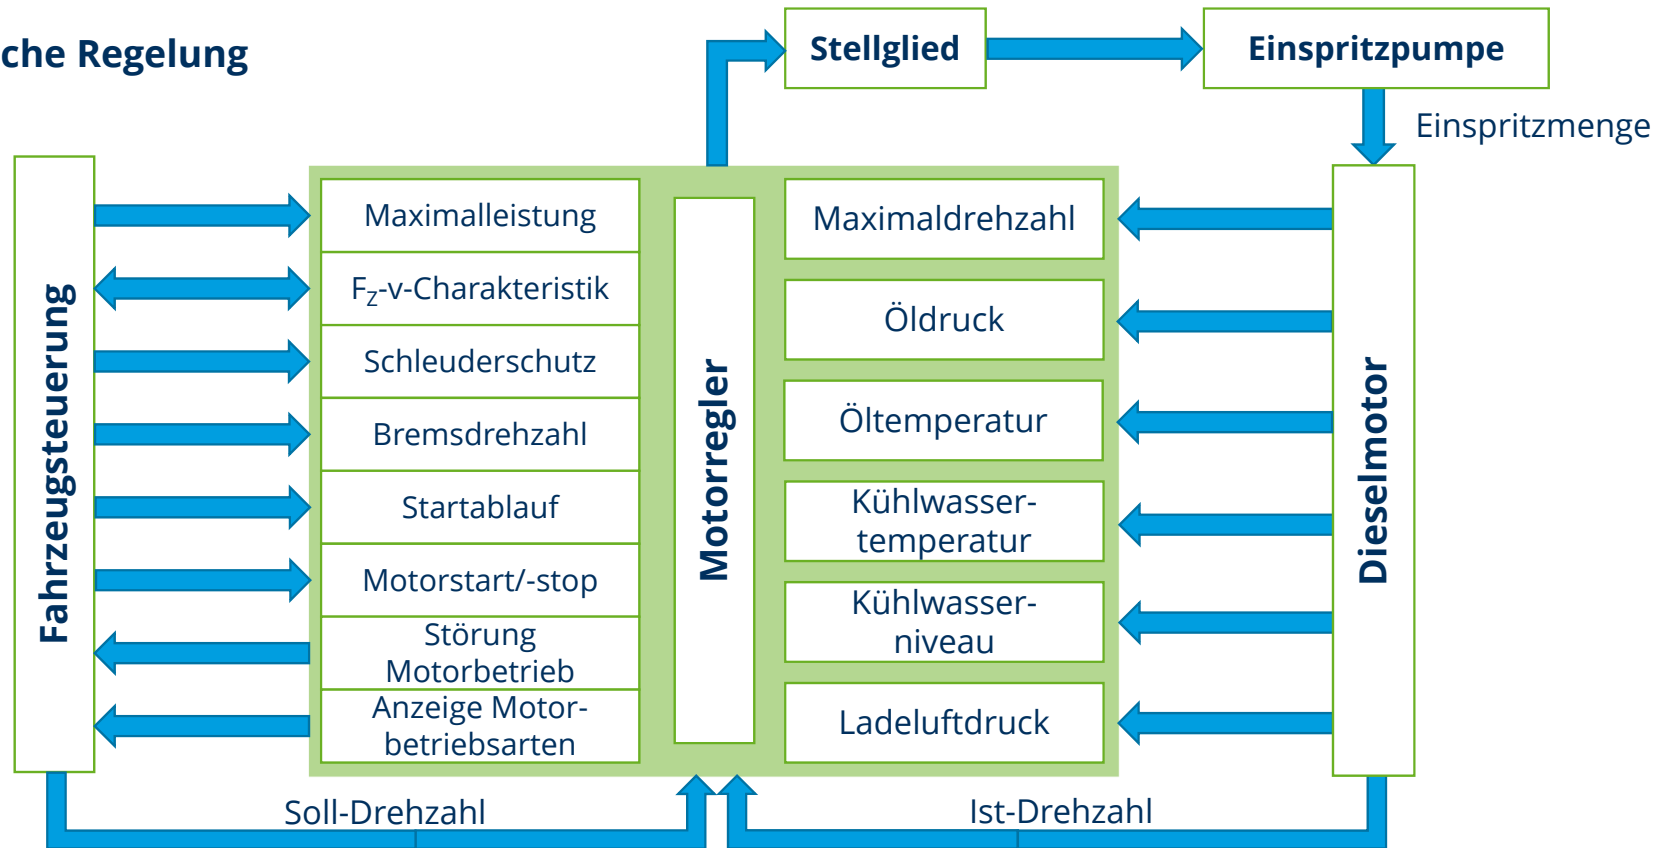 che Regelung
Stellglied
Einspritzpumpe
Einspritzmenge
Fahrzeugsteuerung
Maximalleistung
FZ-v-Charakteristik
Schleuderschutz
Bremsdrehzahl
Startablauf
Motorstart/-stop
Störung
Motorbetrieb
Anzeige Motor-
betriebsarten
Motorregler
Maximaldrehzahl
Öldruck
Öltemperatur
Kühlwasser-
temperatur
Kühlwasser-
niveau
Ladeluftdruck
Dieselmotor
Soll-Drehzahl
Ist-Drehzahl